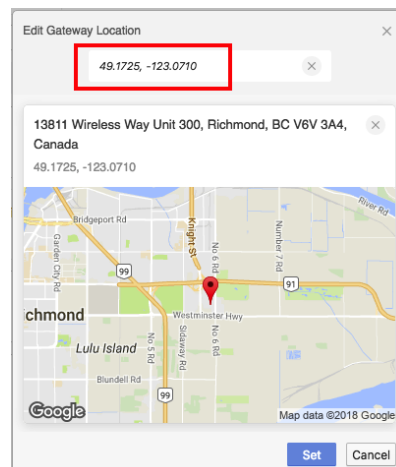 Edit Gateway Location
49.1725, -123.0710
13811 Wireless Way Unit 300, Richmond, BC V6V 3A4,
Canada
49.1725, -123.0710
River Rd
Bridgeport Rd
Knight St
Garden City Rd
No 6 Rd
Number 7 Rd
99
91
chmond
Westminster Hwy
Lulu Island
No 5 Rd
Sidaway Rd
No 6 Rd
Blundell Rd
99
Google
Map data ©2018 Google
Set
Cancel